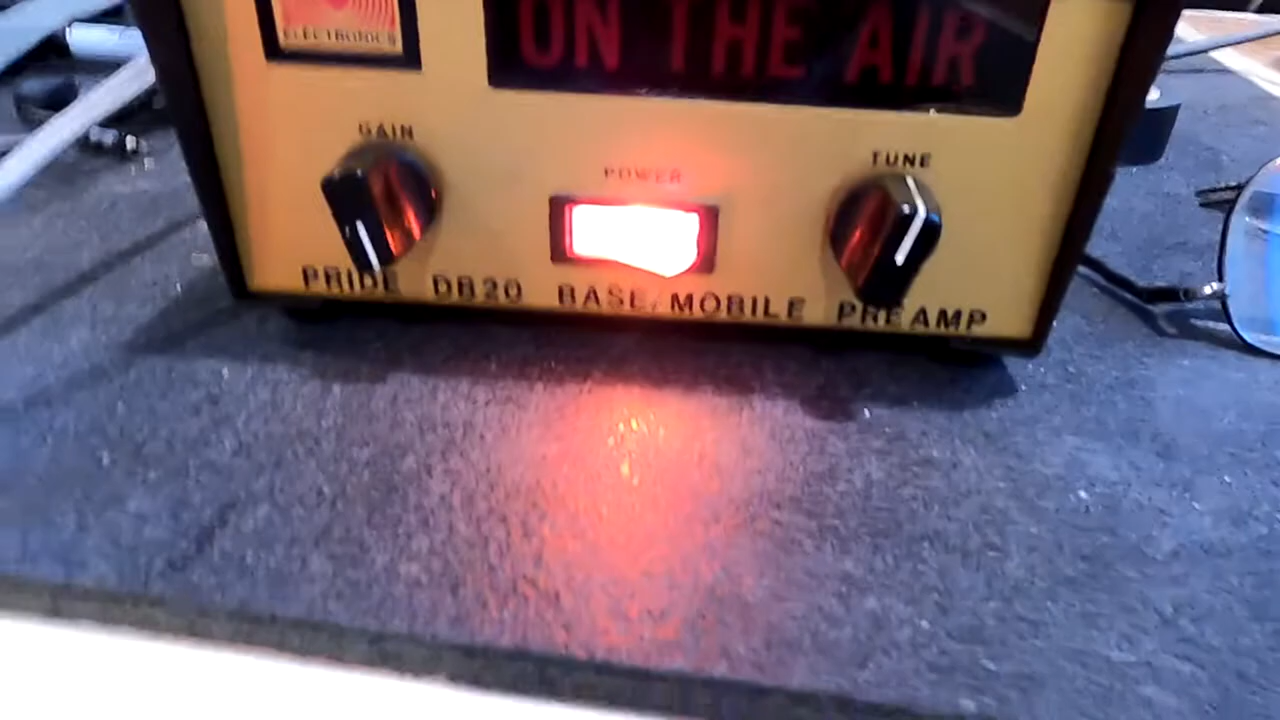 ELECTRONICS
ON THE AIR
GAIN
POWER
TUNE
PRIDE DB20 BASE/MOBILE PREAMP